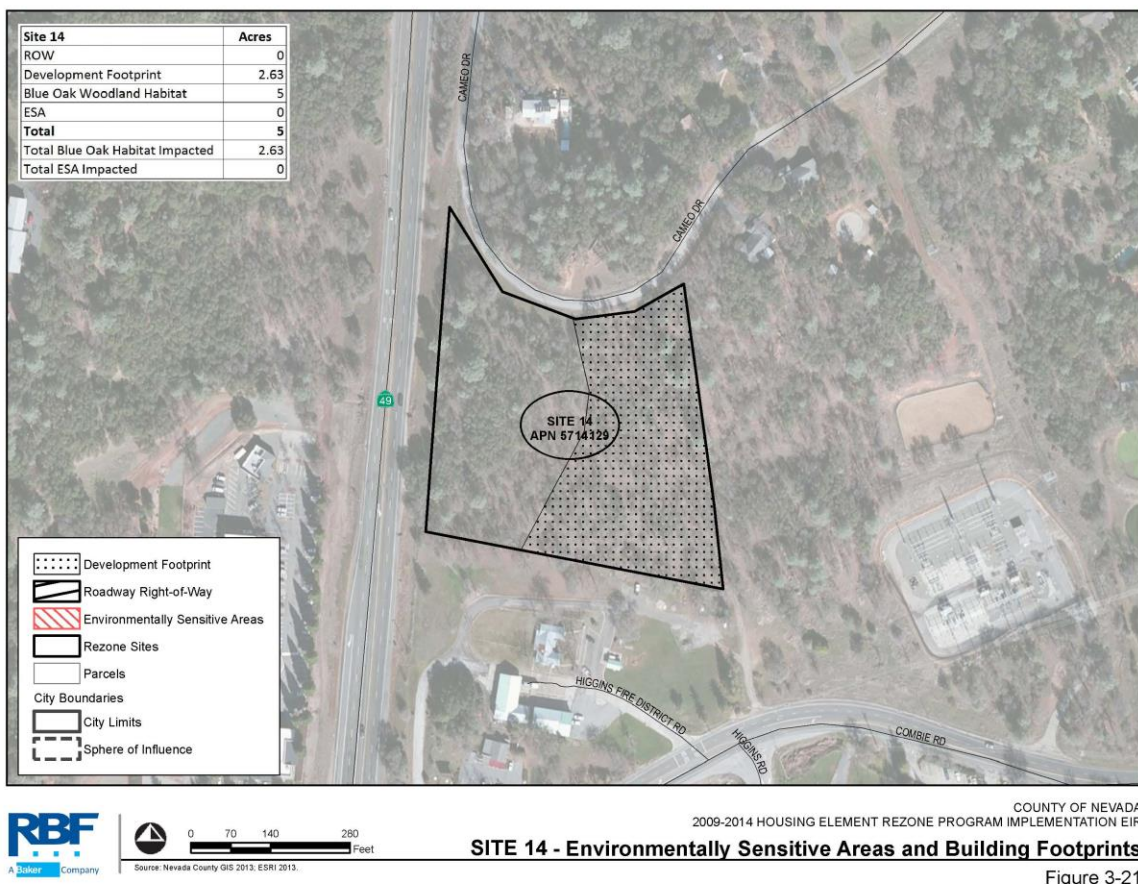 Site 14 Acres
ROW 0
Development Footprint 2.63
Blue Oak Woodland Habitat 5
ESA 0
Total 5
Total Blue Oak Habitat Impacted 2.63
Total ESA Impacted 0
CAMEO DR
CAMEO DR
49
SITE 14
APN 5714129
Development Footprint
Roadway Right-of-Way
Environmentally Sensitive Areas
Rezone Sites
Parcels
City Boundaries
City Limits
Sphere of Influence
HIGGINS FIRE DISTRICT RD
HIGGINS RD
COMBIE RD
RBF
A Baker Company
0 70 140 280
Feet
Source: Nevada County GIS 2013; ESRI 2013.
COUNTY OF NEVADA
2009-2014 HOUSING ELEMENT REZONE PROGRAM IMPLEMENTATION EIR
SITE 14 - Environmentally Sensitive Areas and Building Footprints
Figure 3-21